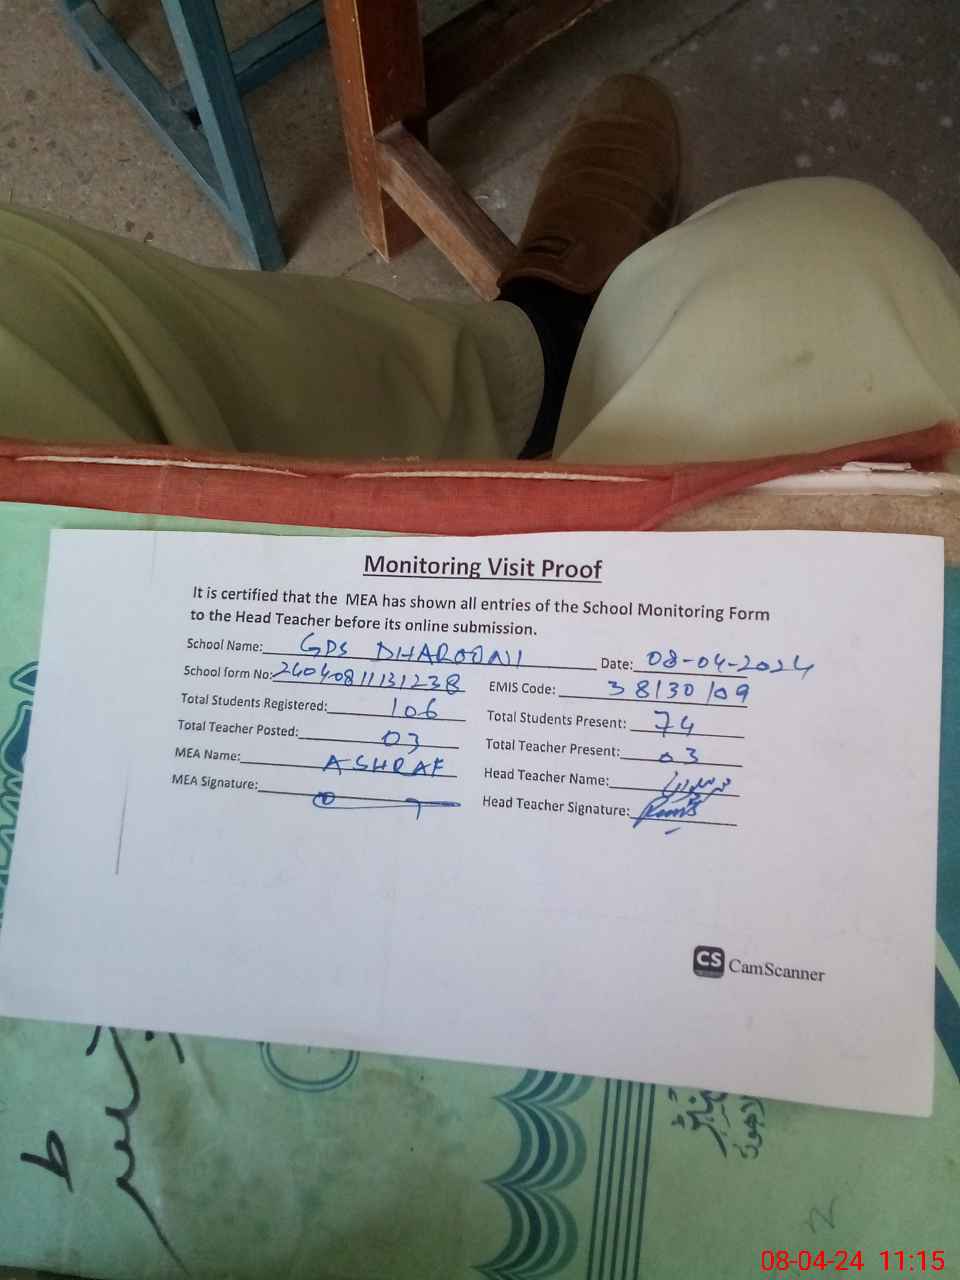 Monitoring Visit Proof
It is certified that the MEA has shown all entries of the School Monitoring Form
to the Head Teacher before its online submission.
School Name: GPS DHAROONI Date: 08-04-2024
School form No: 2404081113 1238 EMIS Code: 38130109
Total Students Registered: 106 Total Students Present: 74
Total Teacher Posted: 03 Total Teacher Present: 03
MEA Name: ASHRAF Head Teacher Name:
MEA Signature: Head Teacher Signature:
CS CamScanner
لاہور
08-04-24 11:15